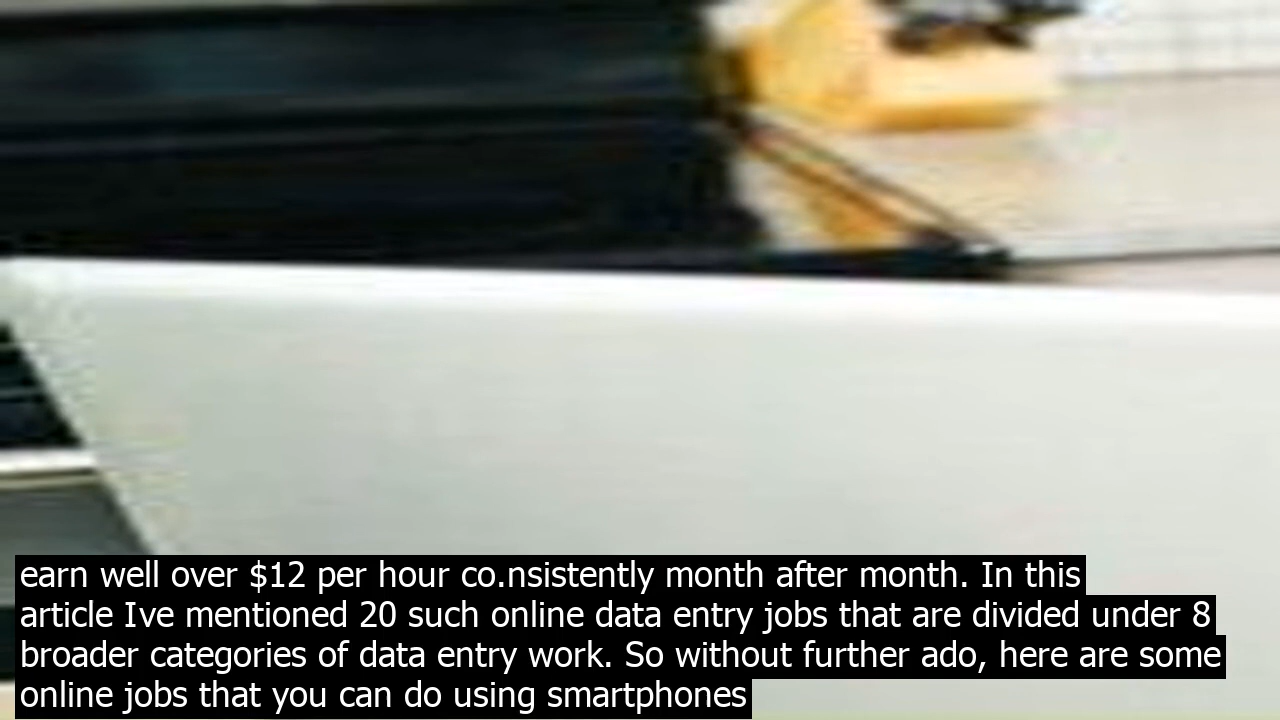 earn well over $12 per hour co.nsistently month after month. In this
article Ive mentioned 20 such online data entry jobs that are divided under 8
broader categories of data entry work. So without further ado, here are some
online jobs that you can do using smartphones